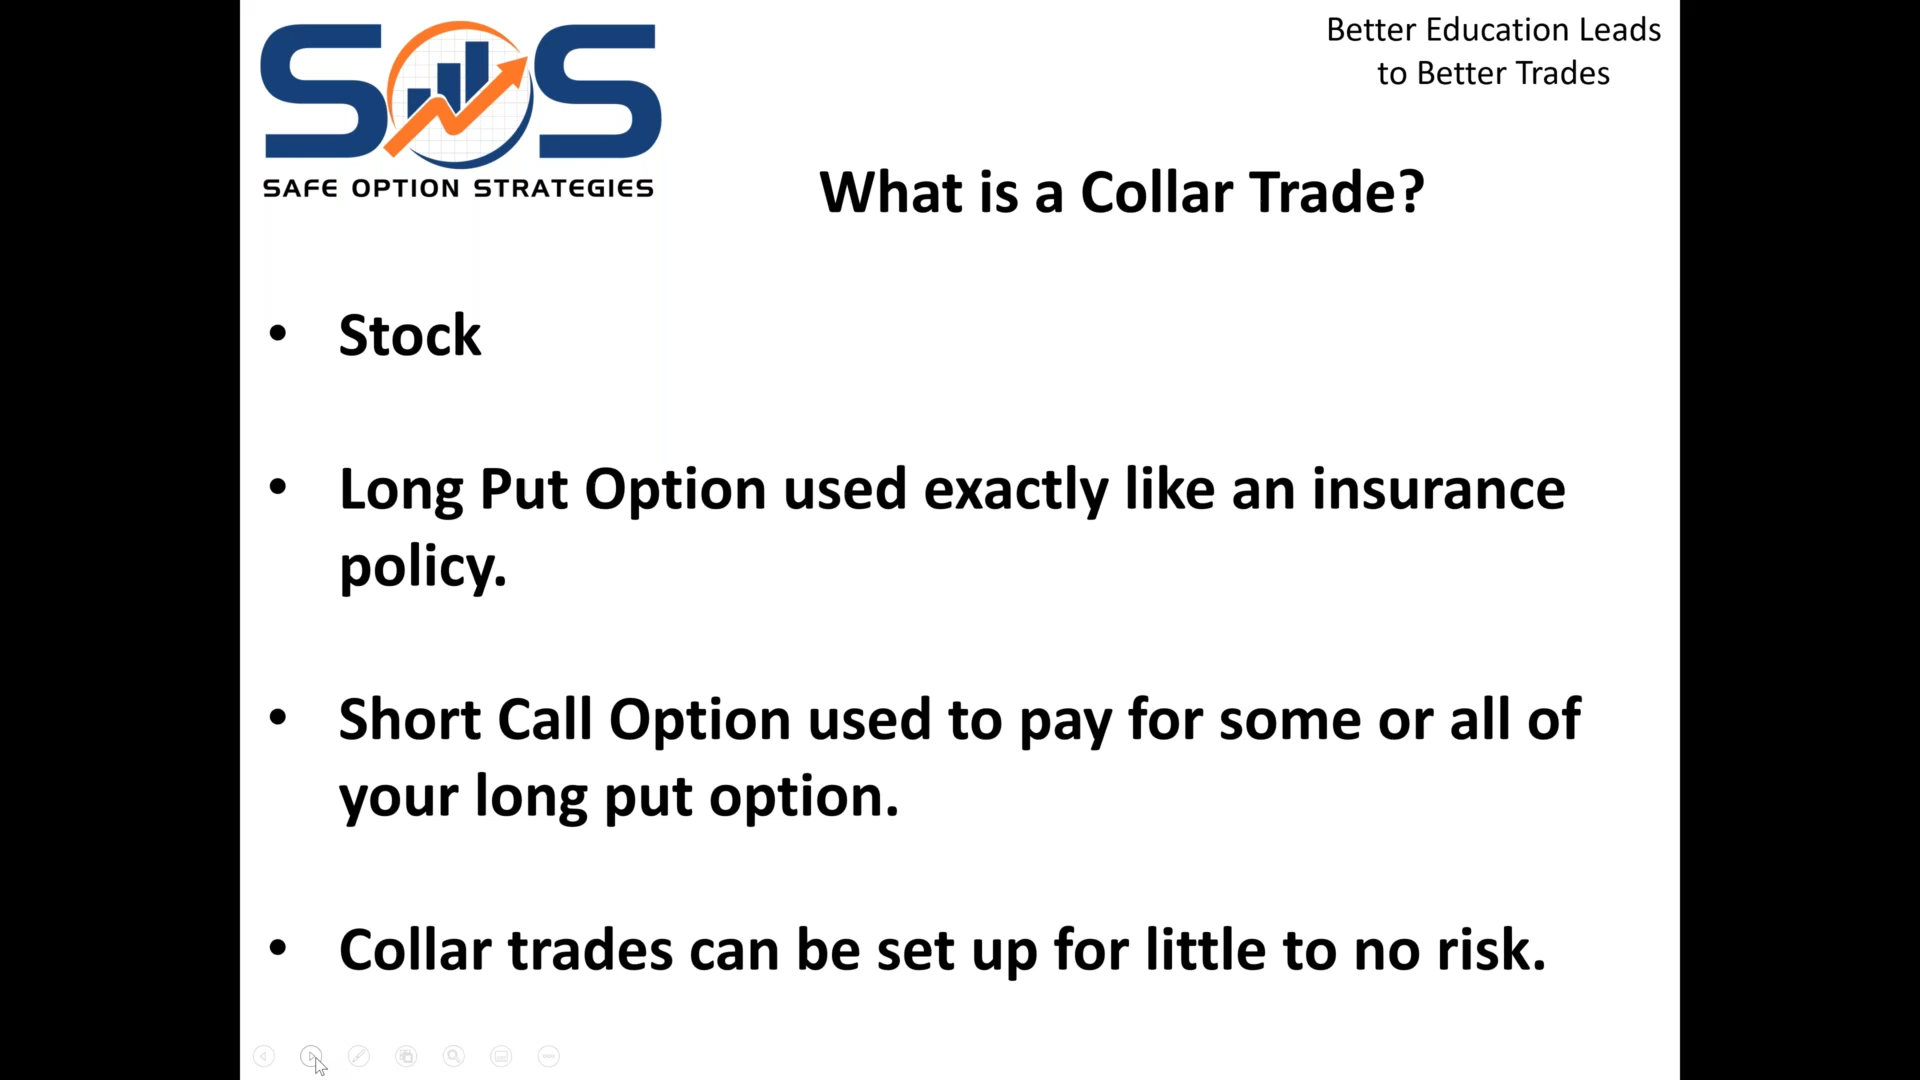 SOS
SAFE OPTION STRATEGIES
Better Education Leads
to Better Trades
What is a Collar Trade?
• Stock
• Long Put Option used exactly like an insurance
policy.
• Short Call Option used to pay for some or all of
your long put option.
• Collar trades can be set up for little to no risk.